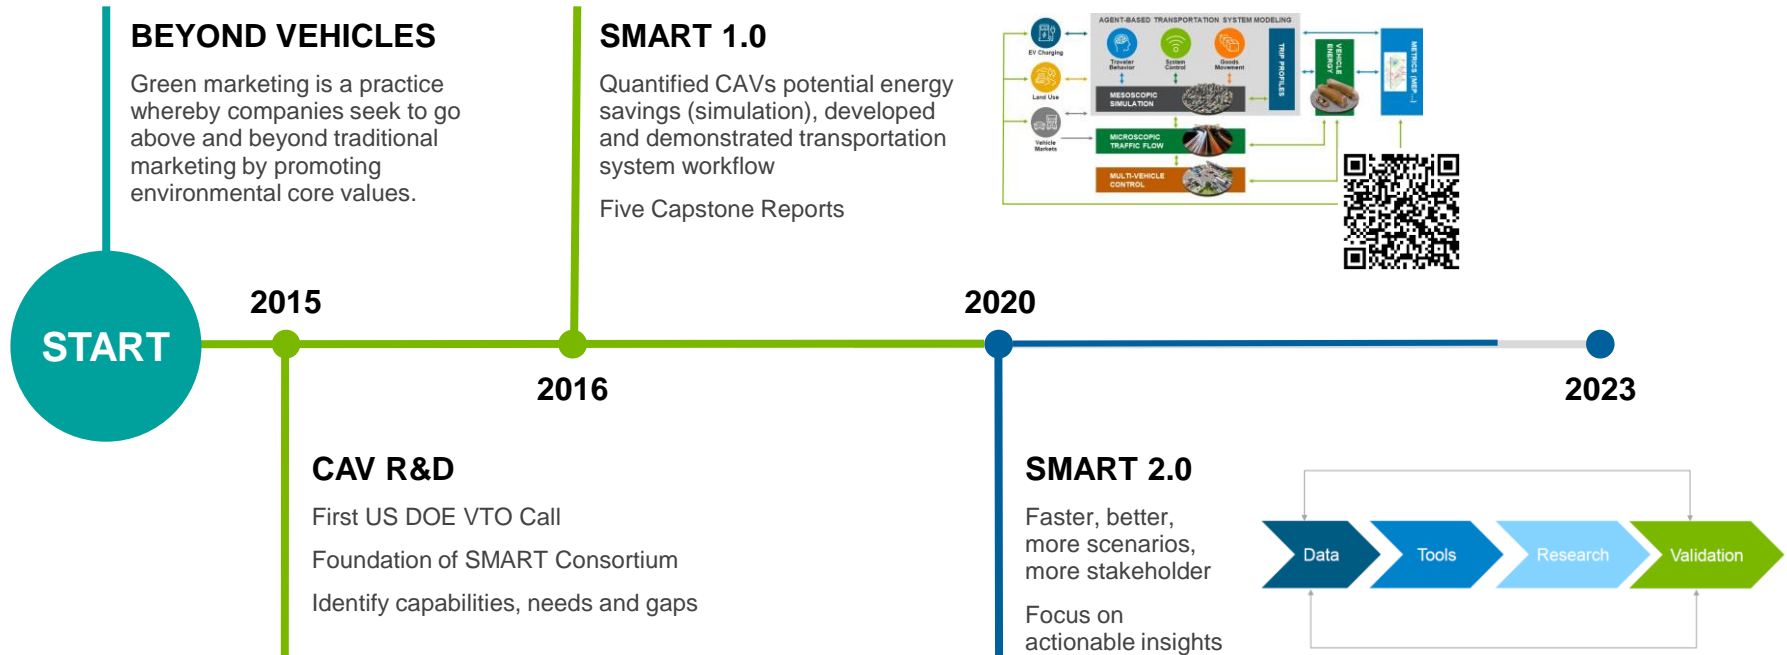 BEYOND VEHICLES
Green marketing is a practice
whereby companies seek to go
above and beyond traditional
marketing by promoting
environmental core values.
SMART 1.0
Quantified CAVs potential energy
savings (simulation), developed
and demonstrated transportation
system workflow
Five Capstone Reports
AGENT-BASED TRANSPORTATION SYSTEM MODELING
EV Charging
Traveler
Behavior
System
Control
Goods
Movement
TRIP PROFILES
VEHICLE
ENERGY
METRICS (MEP...)
Land Use
MESOSCOPIC
SIMULATION
Vehicle
Markets
MICROSCOPIC
TRAFFIC FLOW
MULTI-VEHICLE
CONTROL
START
2015
2016
2020
2023
CAV R&D
First US DOE VTO Call
Foundation of SMART Consortium
Identify capabilities, needs and gaps
SMART 2.0
Faster, better,
more scenarios,
more stakeholder
Focus on
actionable insights
Data
Tools
Research
Validation